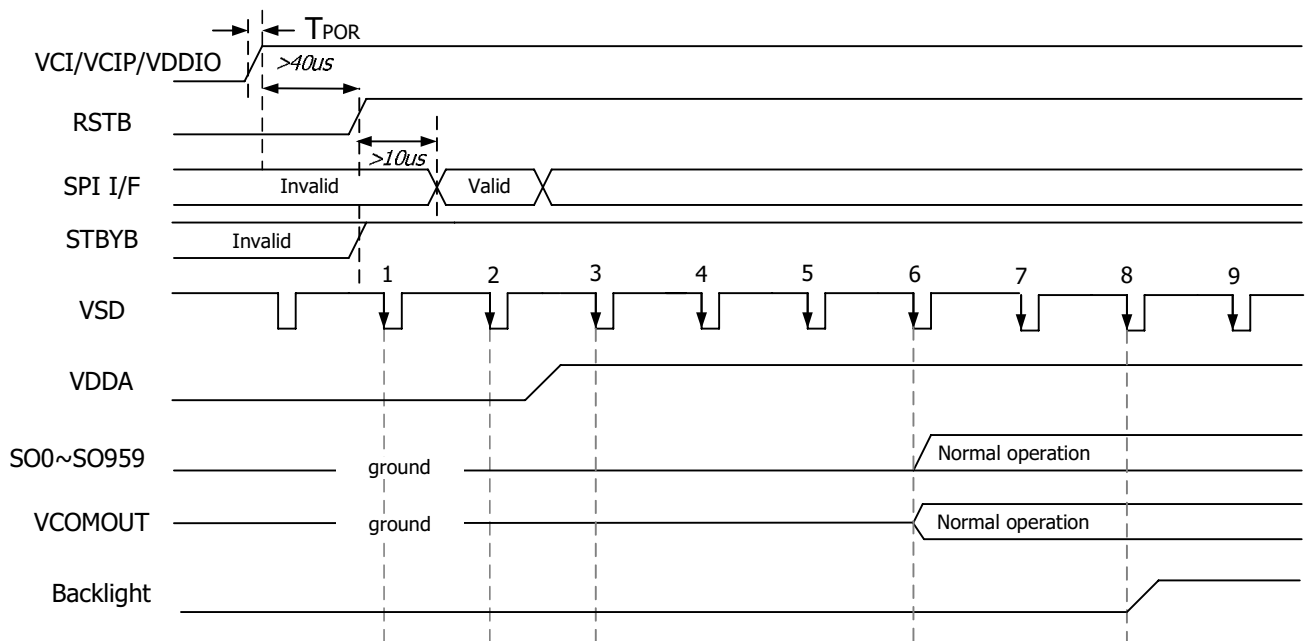 TPOR
VCI/VCIP/VDDIO
>40us
RSTB
>10us
SPI I/F
Invalid
Valid
STBYB
Invalid
1 2 3 4 5 6 7 8 9
VSD
VDDA
SO0~SO959
ground
Normal operation
VCOMOUT
ground
Normal operation
Backlight